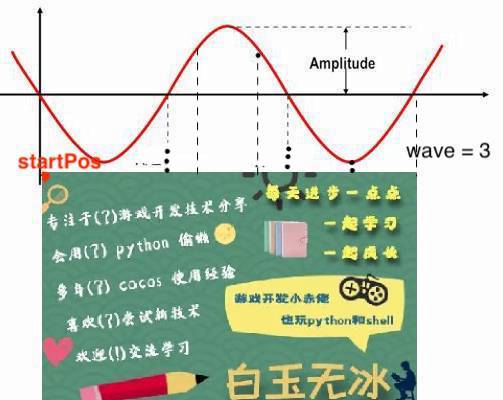 Amplitude
wave = 3
startPos
每天进步一点点
专注于(?)游戏开发技术分享
一起学习
会用(?) python 偷懒
一起成长
多年(?) cocos 使用经验
游戏开发小赤佬
喜欢(?)尝试新技术
也玩python和shell
欢迎(!)交流学习
白玉无冰